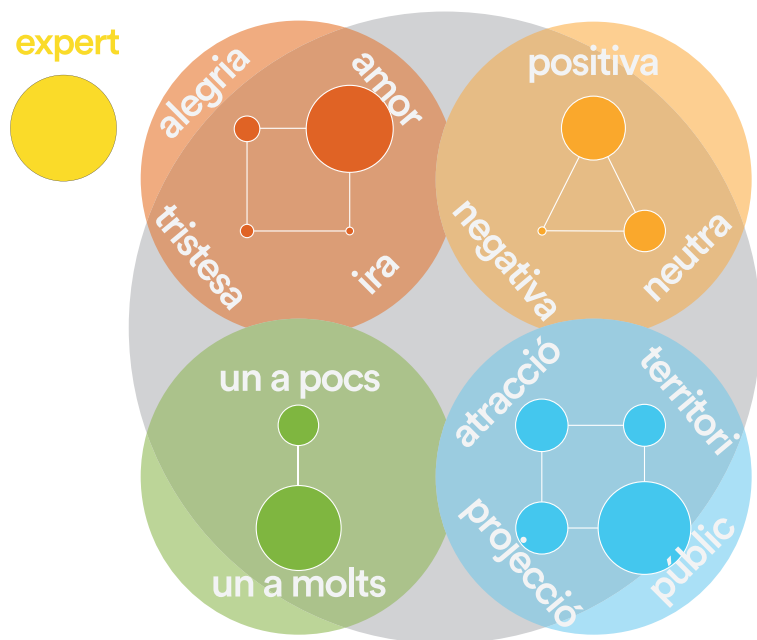 expert
alegria
amor
tristesa
ira
positiva
negativa
neutra
un a pocs
un a molts
atracció
territori
projecció
públic